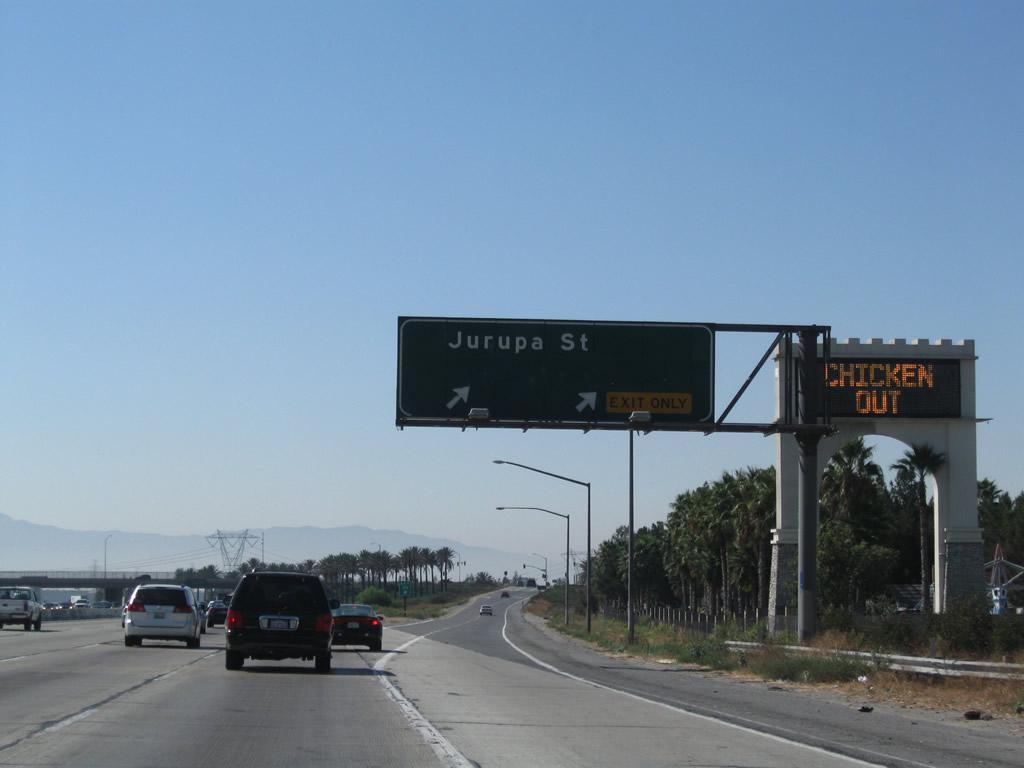 Jurupa St
EXIT ONLY
CHICKEN
OUT